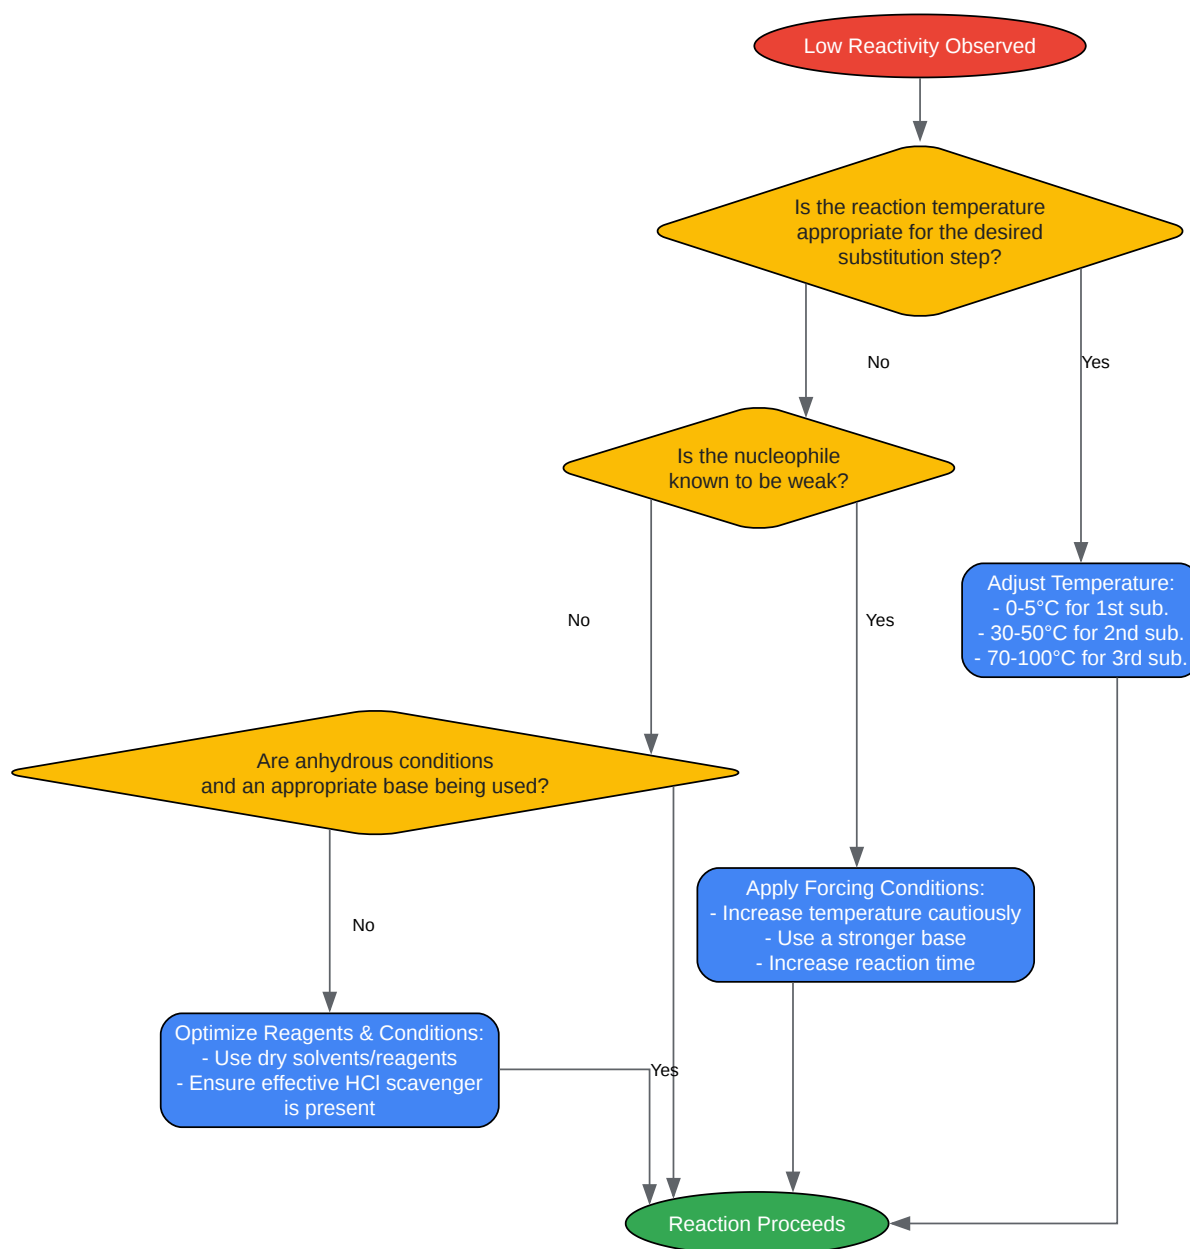 Low Reactivity Observed
Is the reaction temperature
appropriate for the desired
substitution step?
No
Yes
Is the nucleophile
known to be weak?
Adjust Temperature:
- 0-5°C for 1st sub.
- 30-50°C for 2nd sub.
- 70-100°C for 3rd sub.
No
Yes
Are anhydrous conditions
and an appropriate base being used?
Apply Forcing Conditions:
- Increase temperature cautiously
- Use a stronger base
- Increase reaction time
No
Optimize Reagents & Conditions:
- Use dry solvents/reagents
- Ensure effective HCl scavenger
is present
Yes
Reaction Proceeds